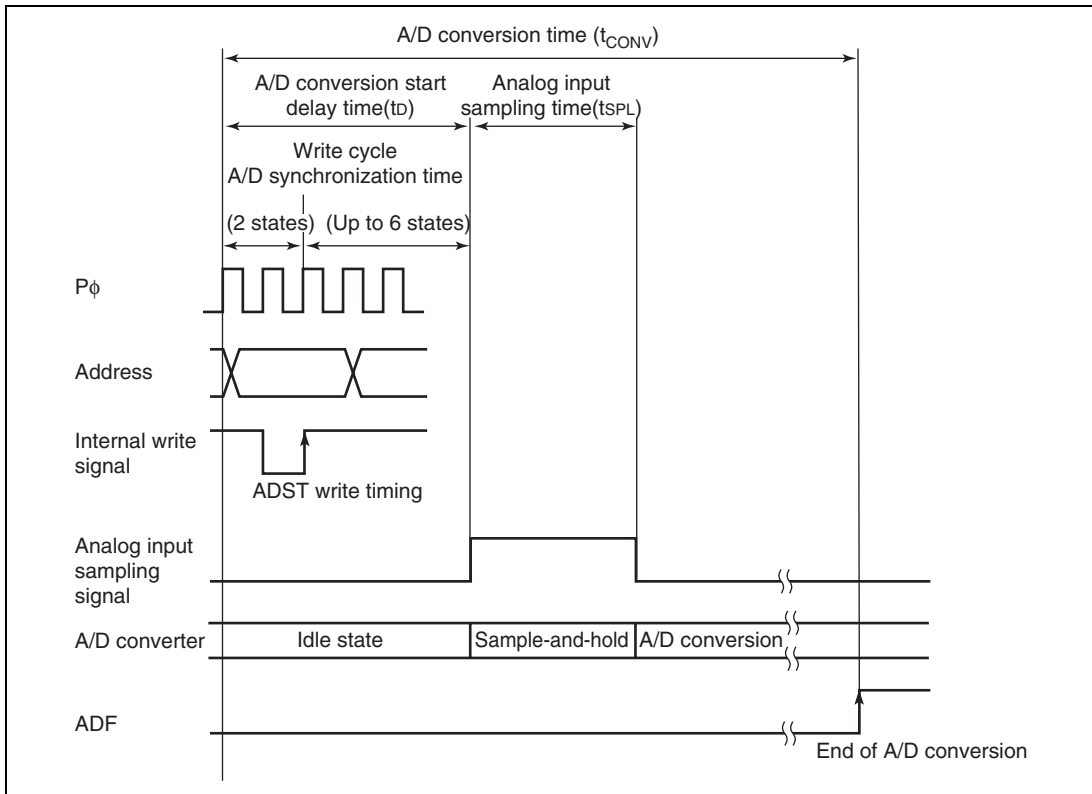 A/D conversion time (tCONV)
A/D conversion start
delay time(tD)
Analog input
sampling time(tSPL)
Write cycle
A/D synchronization time
(2 states) (Up to 6 states)
Pϕ
Address
Internal write
signal
ADST write timing
Analog input
sampling
signal
A/D converter Idle state Sample-and-hold A/D conversion
ADF
End of A/D conversion